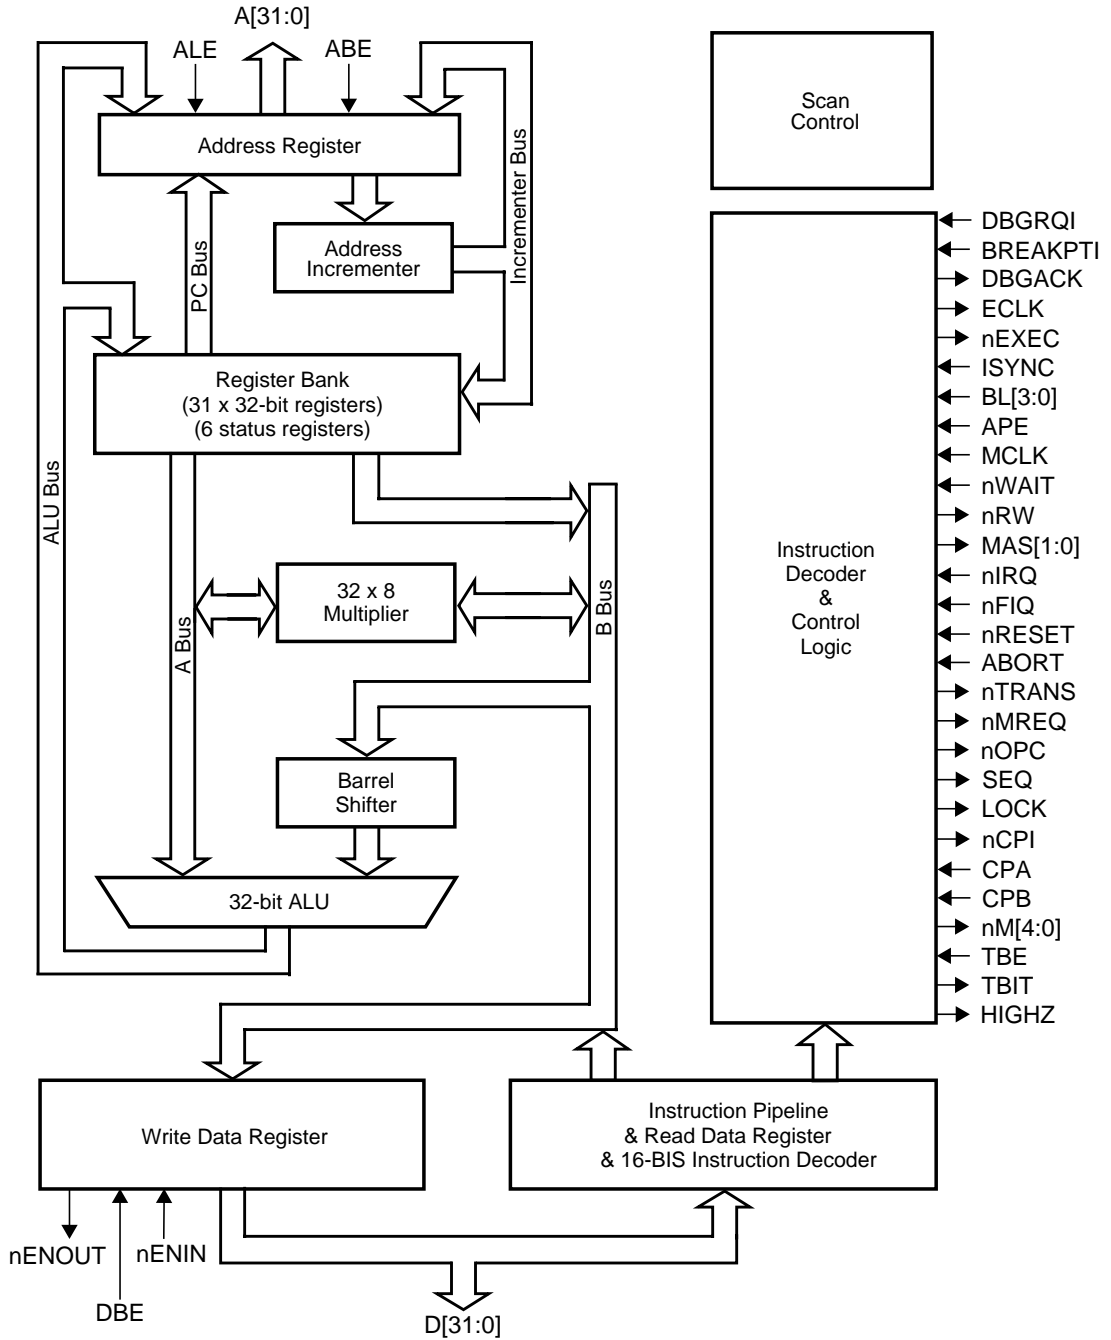 A[31:0]
ALE
ABE
Address Register
Scan
Control
Incrementer Bus
PC Bus
Address
Incrementer
Register Bank
(31 x 32-bit registers)
(6 status registers)
ALU Bus
A Bus
B Bus
32 x 8
Multiplier
Barrel
Shifter
32-bit ALU
Instruction
Decoder
&
Control
Logic
DBGRQI
BREAKPTI
DBGACK
ECLK
nEXEC
ISYNC
BL[3:0]
APE
MCLK
nWAIT
nRW
MAS[1:0]
nIRQ
nFIQ
nRESET
ABORT
nTRANS
nMREQ
nOPC
SEQ
LOCK
nCPI
CPA
CPB
nM[4:0]
TBE
TBIT
HIGHZ
Write Data Register
Instruction Pipeline
& Read Data Register
& 16-BIS Instruction Decoder
nENOUT
nENIN
DBE
D[31:0]